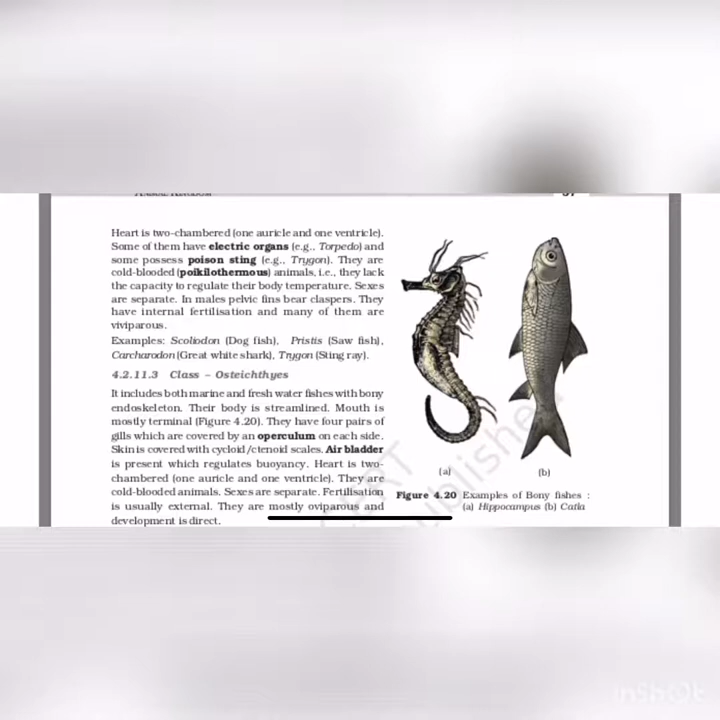 Heart is two-chambered (one auricle and one ventricle).
Some of them have electric organs (e.g., Torpedo) and
some possess poison sting (e.g., Trygon). They are
cold-blooded (poikilothermous) animals, i.e., they lack
the capacity to regulate their body temperature. Sexes
are separate. In males pelvic fins bear claspers. They
have internal fertilisation and many of them are
viviparous.
Examples: Scoliodon (Dog fish), Pristis (Saw fish),
Carcharodon (Great white shark), Trygon (Sting ray).
4.2.11.3 Class – Osteichthyes
It includes both marine and fresh water fishes with bony
endoskeleton. Their body is streamlined. Mouth is
mostly terminal (Figure 4.20). They have four pairs of
gills which are covered by an operculum on each side.
Skin is covered with cycloid/ctenoid scales. Air bladder
is present which regulates buoyancy. Heart is two-
chambered (one auricle and one ventricle). They are
cold-blooded animals. Sexes are separate. Fertilisation
is usually external. They are mostly oviparous and
development is direct.
(a)
(b)
Figure 4.20 Examples of Bony fishes :
(a) Hippocampus (b) Catla
InShOt